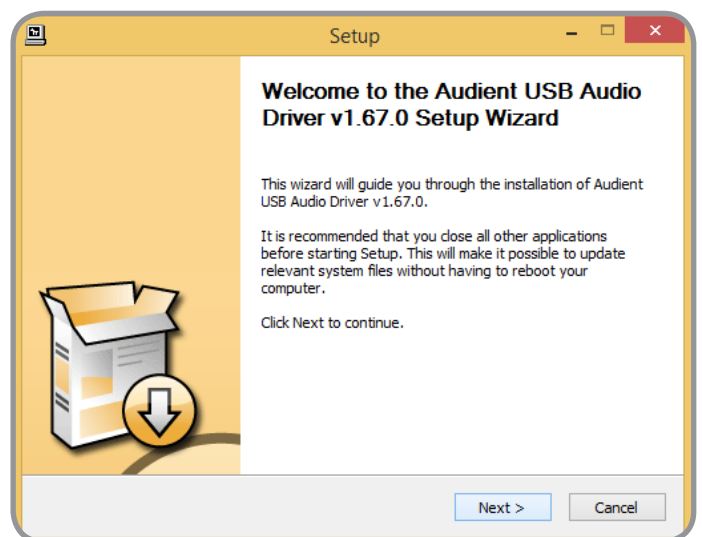 Setup
Welcome to the Audient USB Audio
Driver v1.67.0 Setup Wizard
This wizard will guide you through the installation of Audient
USB Audio Driver v1.67.0.
It is recommended that you close all other applications
before starting Setup. This will make it possible to update
relevant system files without having to reboot your
computer.
Click Next to continue.
Next >
Cancel